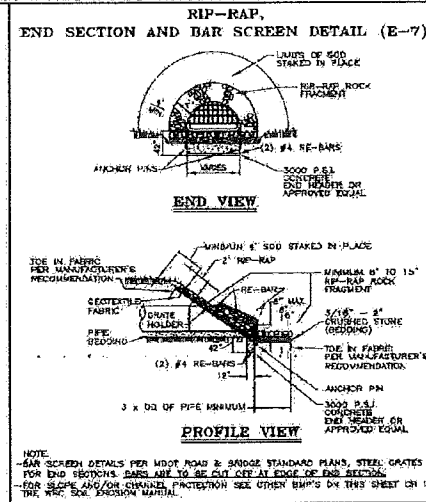 RIP-RAP,
END SECTION AND BAR SCREEN DETAIL (E-7)
LIMITS OF SOD
STAKED IN PLACE
RIP-RAP ROCK
FRAGMENT
42"
(2) #4 RE-BARS
ANCHOR PINS
VARIES
3000 P.S.I.
CONCRETE
END HEADER OR
APPROVED EQUAL
END VIEW
MINIMUM 6' SOD STAKED IN PLACE
2' RIP-RAP
TOE IN FABRIC
PER MANUFACTURER'S
RECOMMENDATION
RE-BARS
MINIMUM 8" TO 15"
RIP-RAP ROCK
FRAGMENT
GEOTEXTILE
FABRIC
GRATE
HOLDER
6" MAX.
3/16" - 2"
CRUSHED STONE
(BEDDING)
PIPE
BEDDING
42"
(2) #4 RE-BARS
12"
TOE IN FABRIC
PER MANUFACTURER'S
RECOMMENDATION
ANCHOR PIN
3 x OD OF PIPE MINIMUM
3000 P.S.I.
CONCRETE
END HEADER OR
APPROVED EQUAL
PROFILE VIEW
NOTE
-BAR SCREEN DETAILS PER MDOT ROAD & BRIDGE STANDARD PLANS, STEEL GRATES
FOR END SECTIONS. BARS ARE TO BE CUT OFF AT EDGE OF END SECTION.
-FOR SLOPE AND/OR CHANNEL PROTECTION SEE OTHER BMP'S ON THIS SHEET OR
THE WRC SOIL EROSION MANUAL.